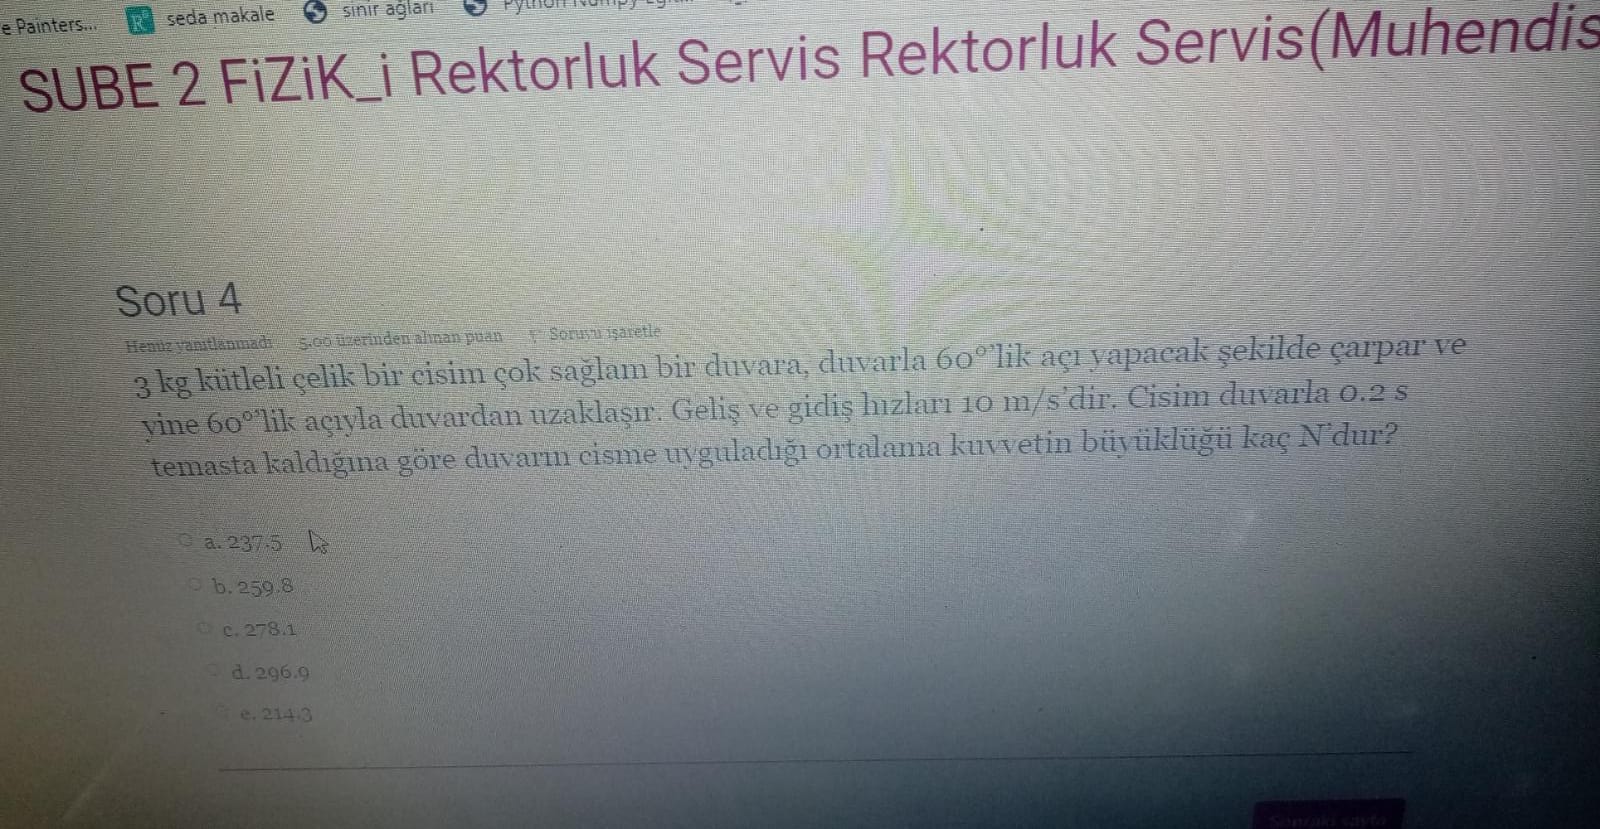 e Painters...
seda makale
sinir ağları
SUBE 2 FiZiK_i Rektorluk Servis Rektorluk Servis(Muhendis
Soru 4
Henüz yanıtlanmadı 5.00 üzerinden alınan puan Soruyu işaretle
3 kg kütleli çelik bir cisim çok sağlam bir duvara, duvarla 60°'lik açı yapacak şekilde çarpar ve
yine 60°'lik açıyla duvardan uzaklaşır. Geliş ve gidiş hızları 10 m/s'dir. Cisim duvarla 0.2 s
temasta kaldığına göre duvarın cisme uyguladığı ortalama kuvvetin büyüklüğü kaç N'dur?
a. 237.5
b. 259.8
c. 278.1
d. 296.9
e. 214.3
Sonraki sayfa